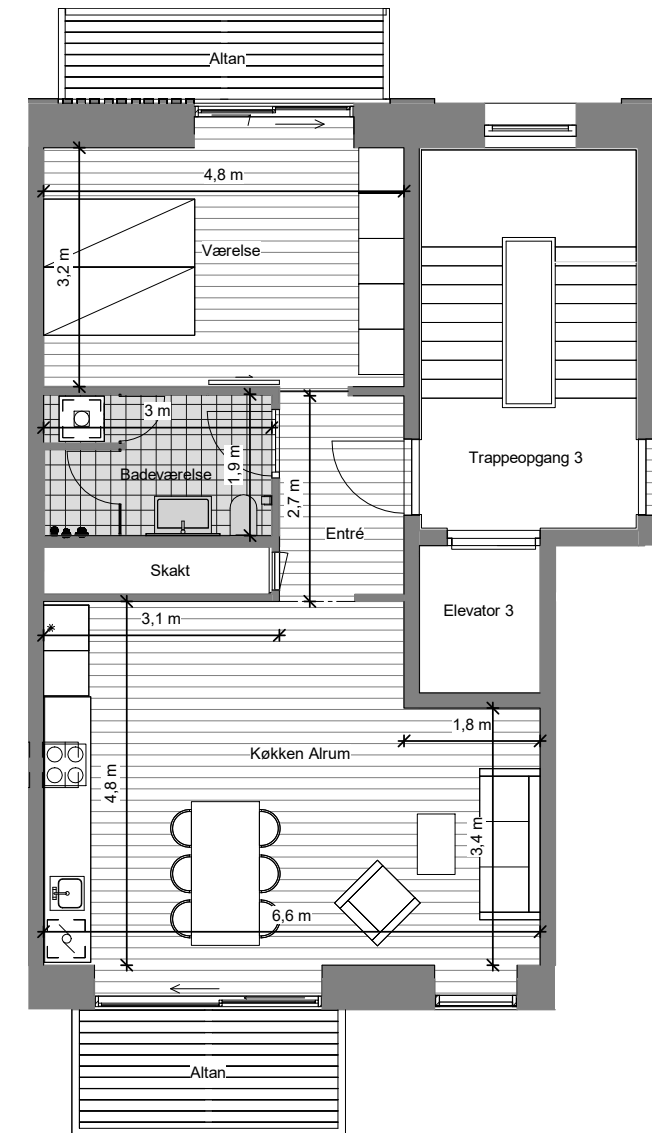 Altan
4,8 m
Værelse
3,2 m
3 m
Badeværelse
1,9 m
2,7 m
Trappeopgang 3
Entré
Skakt
Elevator 3
3,1 m
1,8 m
Køkken Alrum
4,8 m
3,4 m
6,6 m
Altan